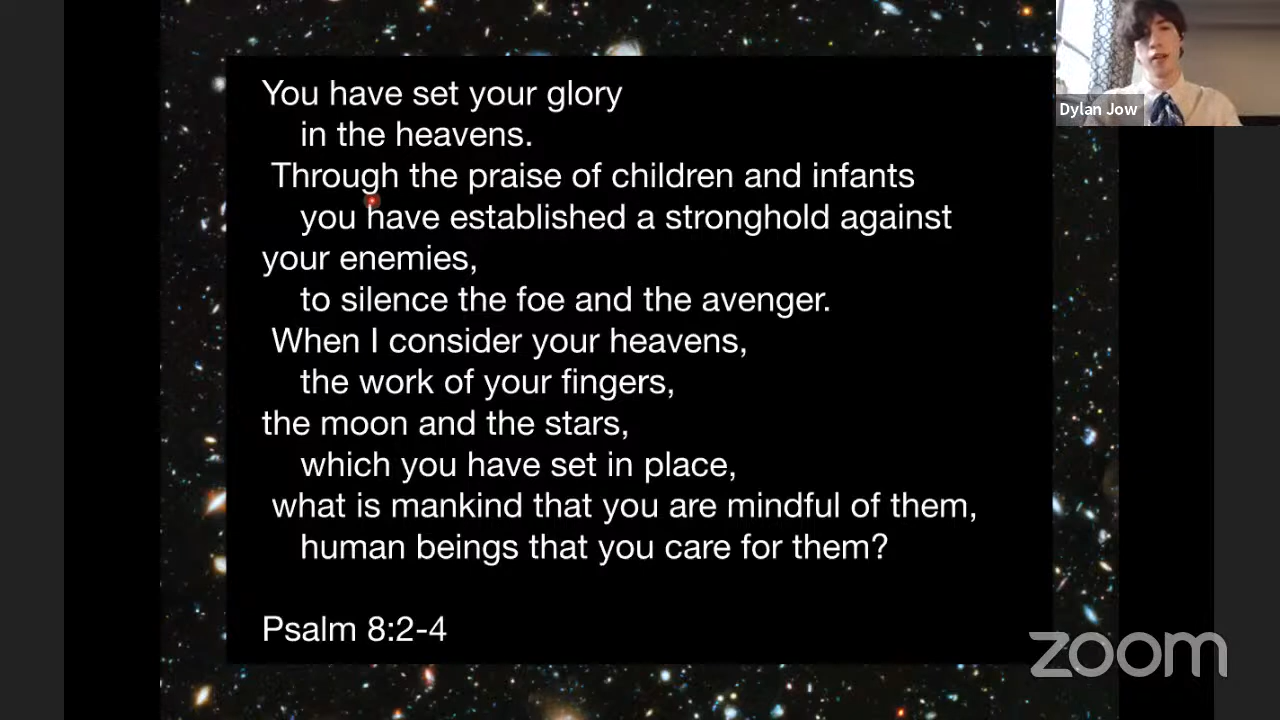 You have set your glory
in the heavens.
Through the praise of children and infants
you have established a stronghold against
your enemies,
to silence the foe and the avenger.
When I consider your heavens,
the work of your fingers,
the moon and the stars,
which you have set in place,
what is mankind that you are mindful of them,
human beings that you care for them?
Psalm 8:2-4
Dylan Jow
zoom